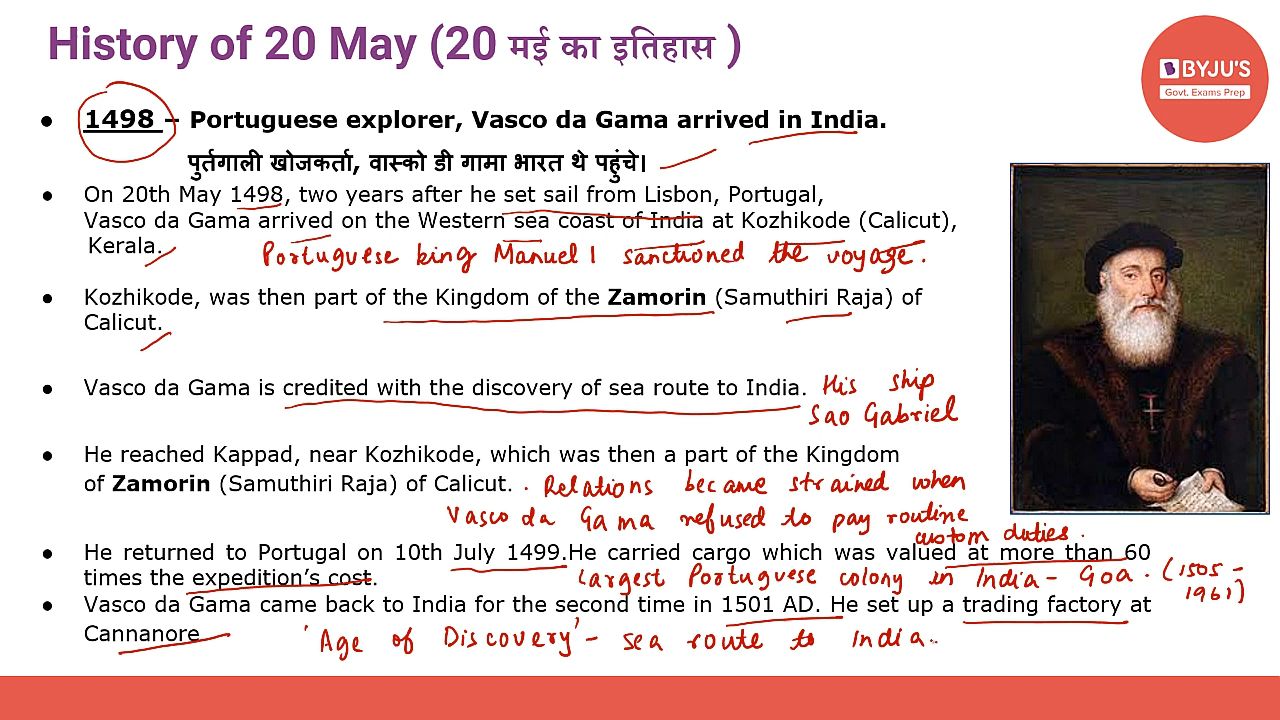 History of 20 May (20 मई का इतिहास )
BYJU'S
Govt. Exams Prep
1498 – Portuguese explorer, Vasco da Gama arrived in India.
पुर्तगाली खोजकर्ता, वास्को डी गामा भारत थे पहुंचे।
On 20th May 1498, two years after he set sail from Lisbon, Portugal,
Vasco da Gama arrived on the Western sea coast of India at Kozhikode (Calicut),
Kerala.
Portuguese king Manuel I sanctioned the voyage.
Kozhikode, was then part of the Kingdom of the Zamorin (Samuthiri Raja) of
Calicut.
Vasco da Gama is credited with the discovery of sea route to India.
His ship
Sao Gabriel
He reached Kappad, near Kozhikode, which was then a part of the Kingdom
of Zamorin (Samuthiri Raja) of Calicut.
. Relations became strained when
Vasco da Gama refused to pay routine
custom duties.
He returned to Portugal on 10th July 1499.He carried cargo which was valued at more than 60
times the expedition's cost.
Largest Portuguese colony in India - Goa. (1505 -
1961)
Vasco da Gama came back to India for the second time in 1501 AD. He set up a trading factory at
Cannanore
'Age of Discovery' - sea route to India..